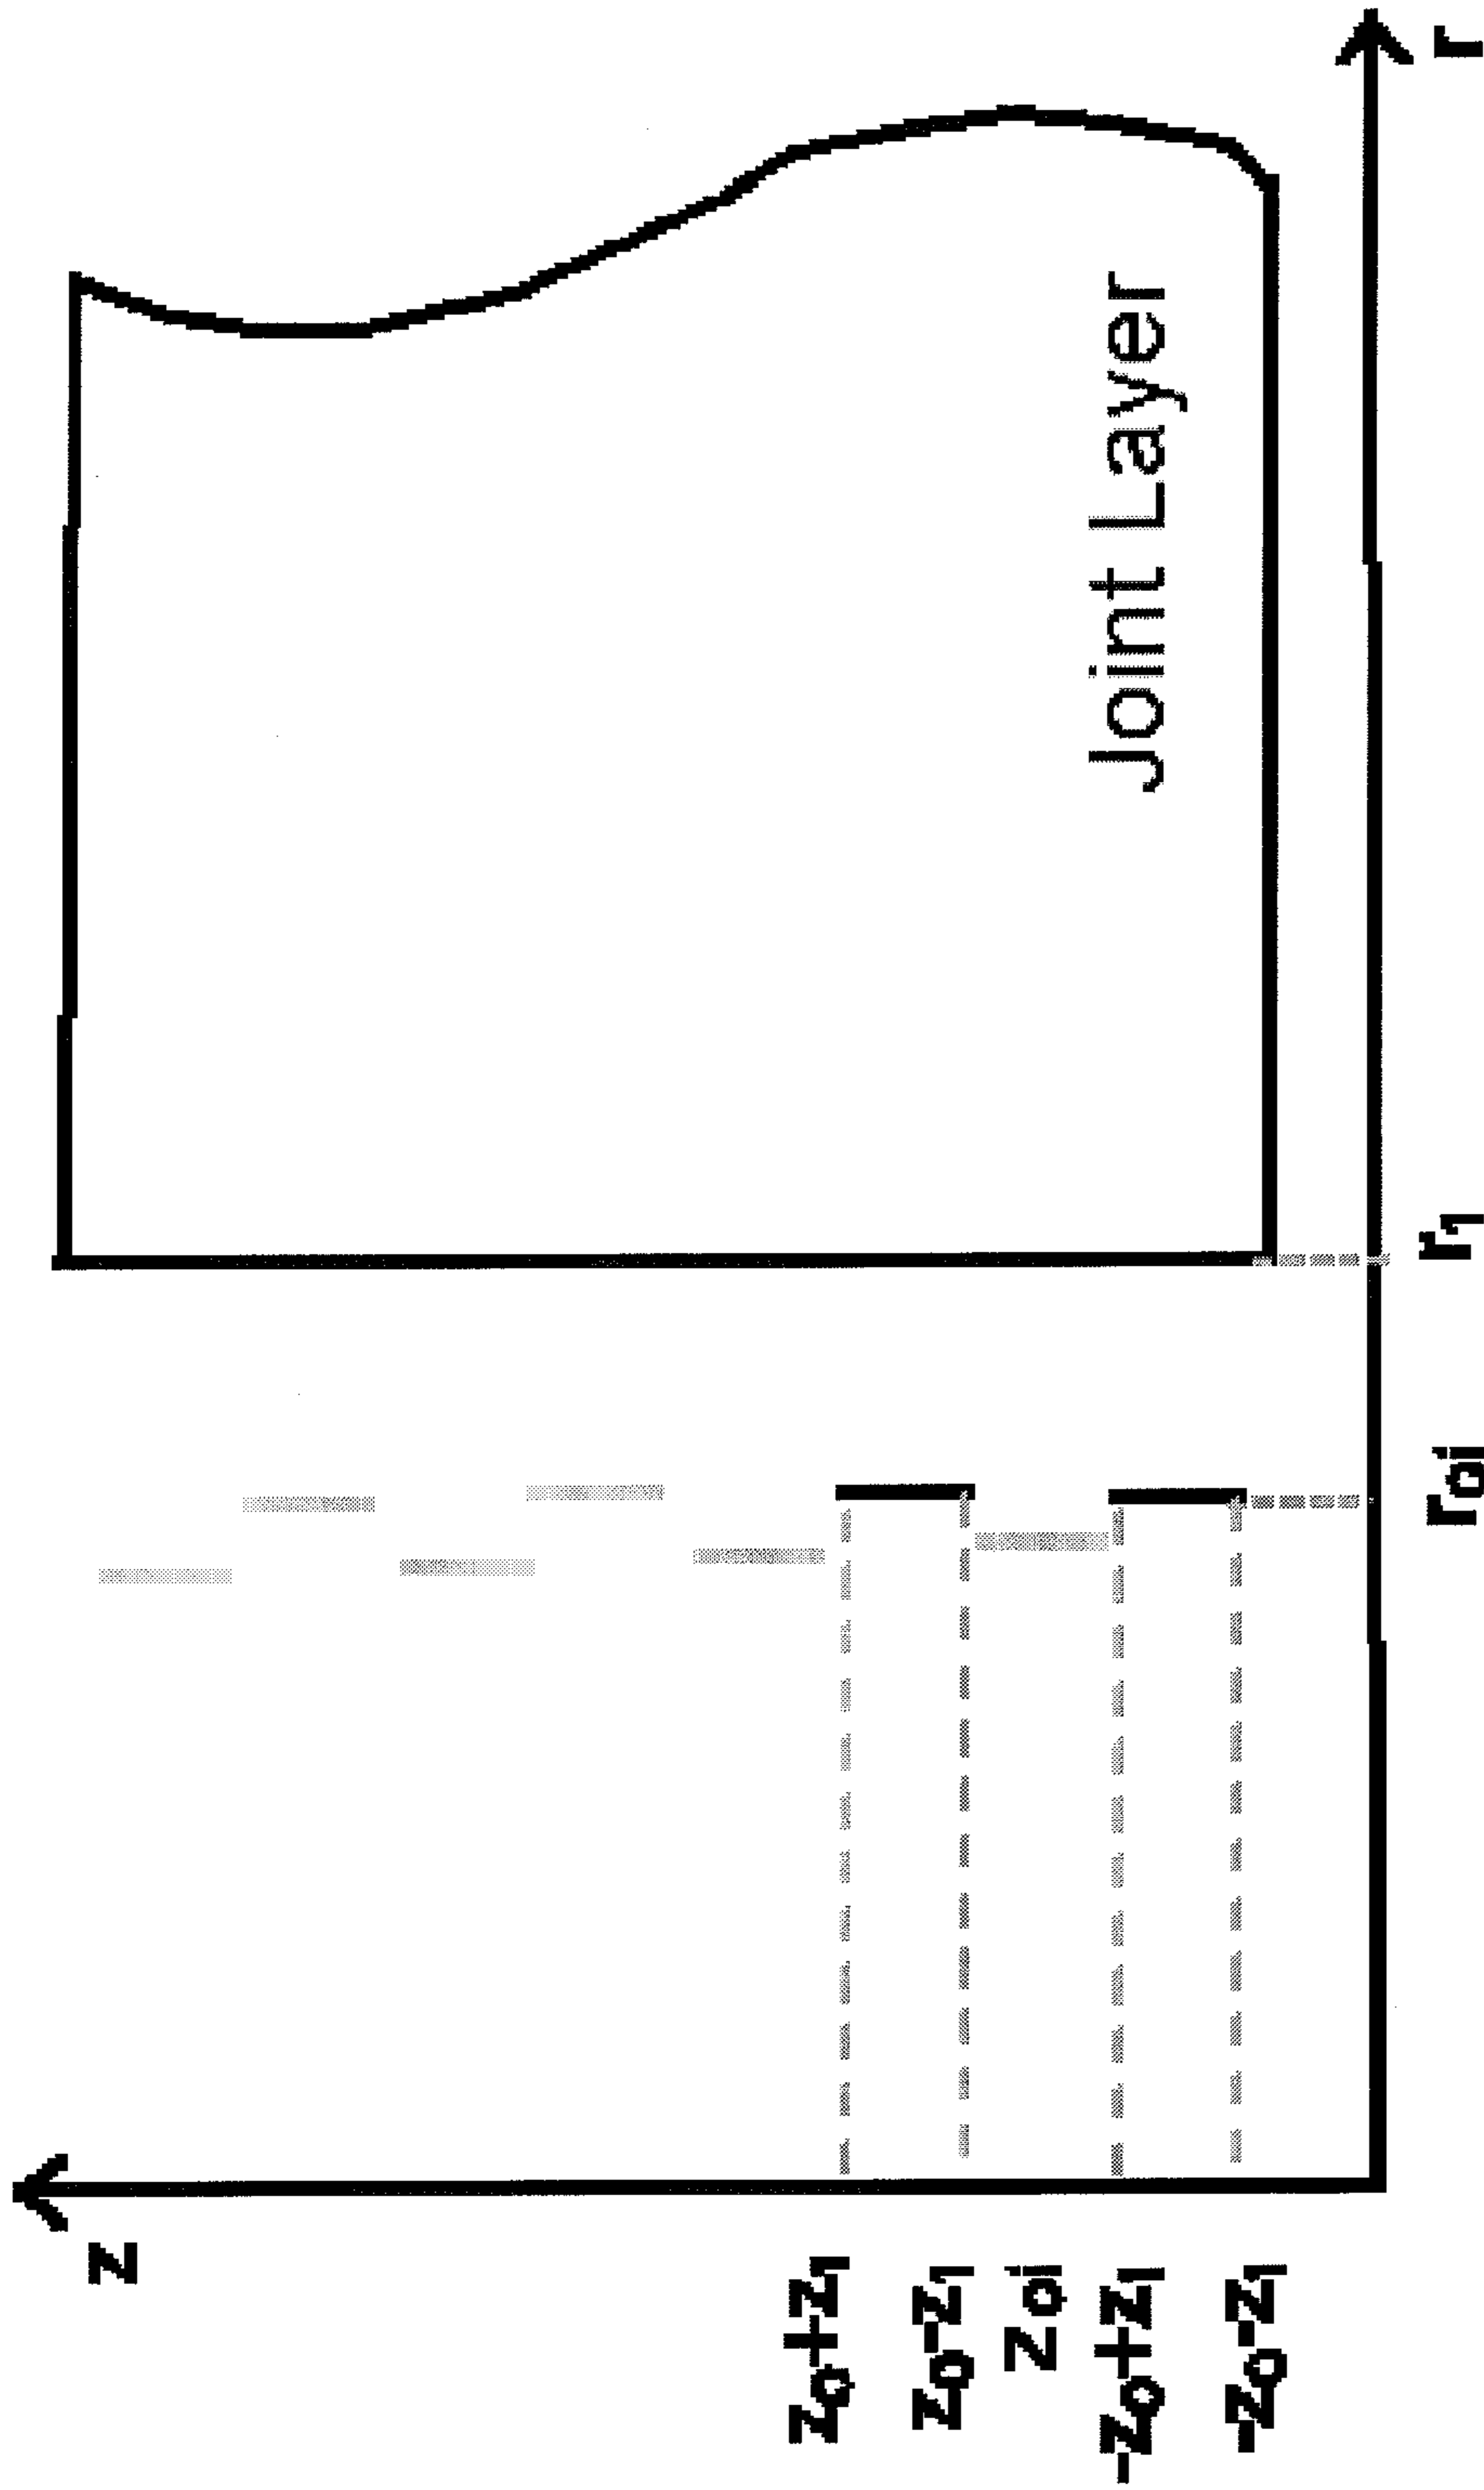 z
z₀+z₁
z₀-z₁
z₀ᵢ
-z₀+z₁
-z₀-z₁
Joint Layer
r₀ᵢ
r₁
r